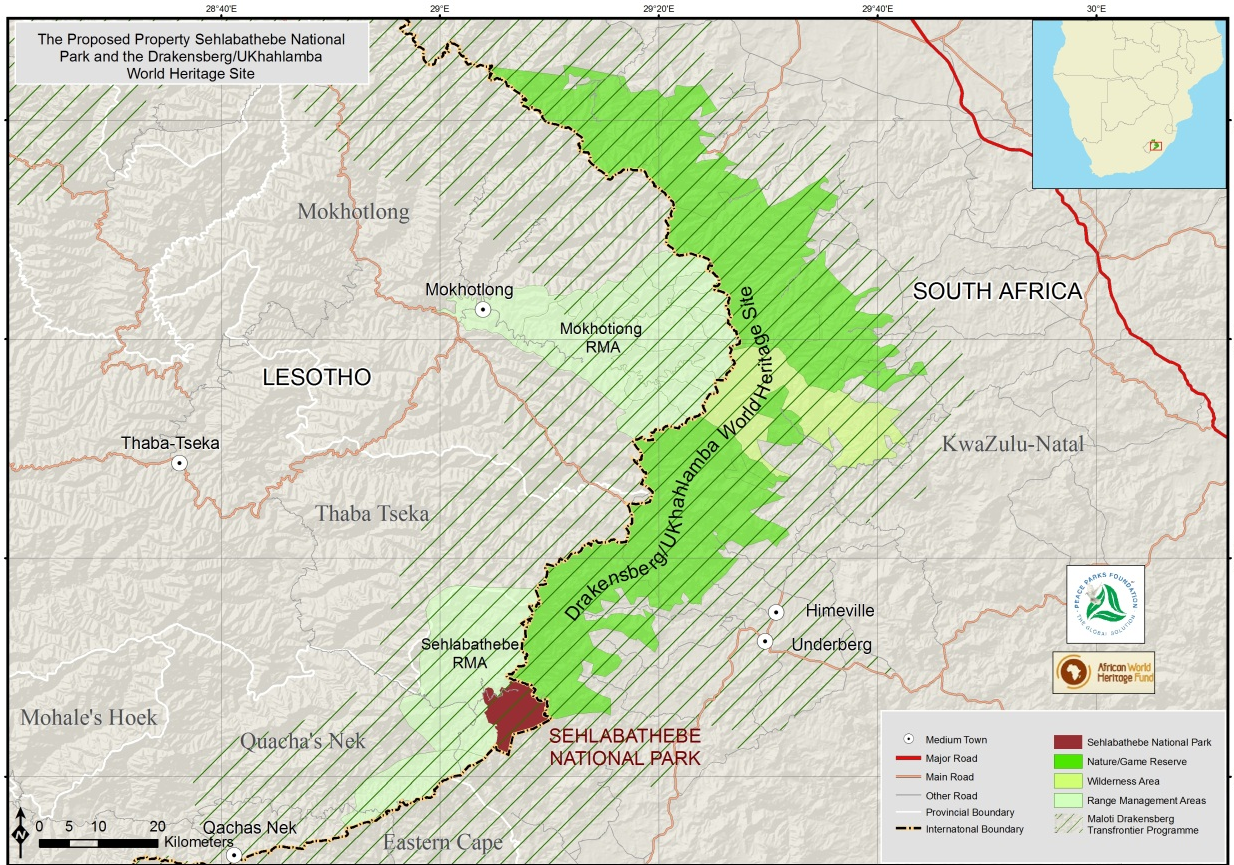 28°40'E
29°'E
29°20'E
29°40'E
30°'E
The Proposed Property Sehlabathebe National
Park and the Drakensberg/UKhahlamba
World Heritage Site
Mokhotlong
Mokhotlong
Mokhotlong
RMA
SOUTH AFRICA
LESOTHO
Drakensberg/UKhahlamba World Heritage Site
Thaba-Tseka
KwaZulu-Natal
Thaba Tseka
PEACE PARKS FOUNDATION
THE GLOBAL SOLUTION
Himeville
Underberg
Sehlabathebe
RMA
African World
Heritage Fund
Mohale's Hoek
Quacha's Nek
SEHLABATHEBE
NATIONAL PARK
Medium Town
Major Road
Main Road
Other Road
Provincial Boundary
Internatonal Boundary
Sehlabathebe National Park
Nature/Game Reserve
Wilderness Area
Range Management Areas
Maloti Drakensberg
Transfrontier Programme
N
0 5 10 20
Kilometers
Qachas Nek
Eastern Cape